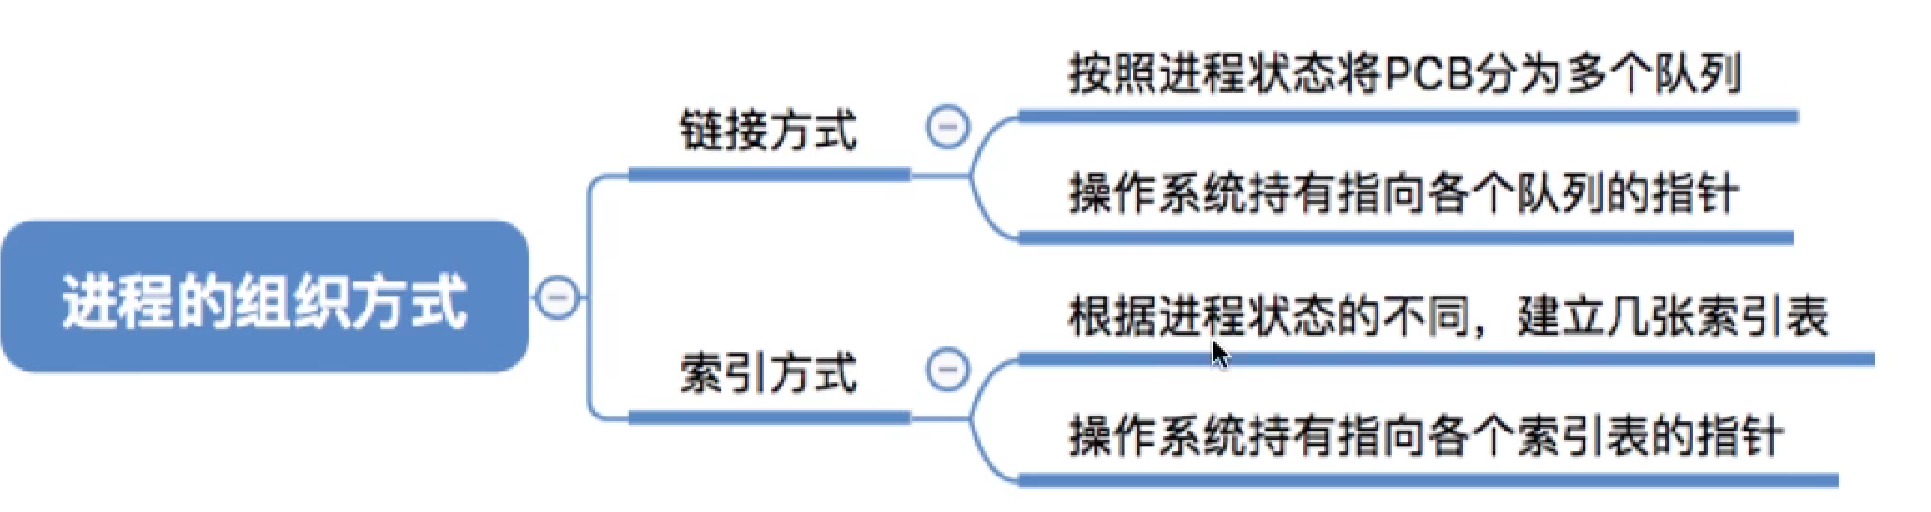 进程的组织方式
链接方式
按照进程状态将PCB分为多个队列
操作系统持有指向各个队列的指针
索引方式
根据进程状态的不同，建立几张索引表
操作系统持有指向各个索引表的指针